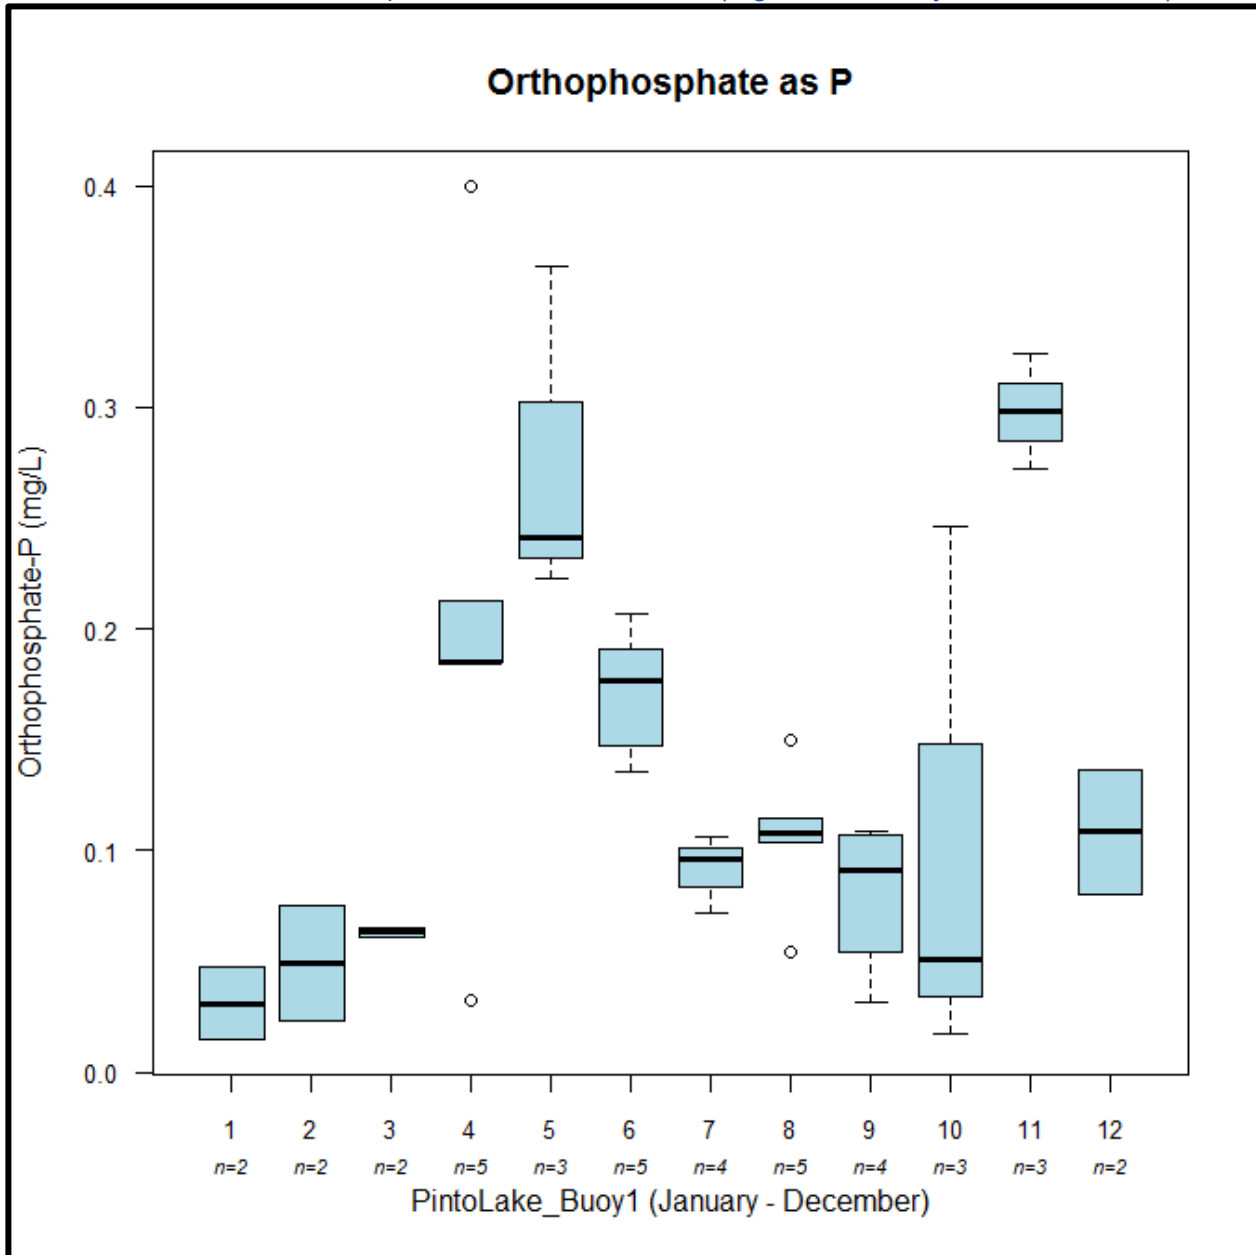 Orthophosphate as P
Orthophosphate-P (mg/L)
0.4
0.3
0.2
0.1
0.0
1 2 3 4 5 6 7 8 9 10 11 12
n=2 n=2 n=2 n=5 n=3 n=5 n=4 n=5 n=4 n=3 n=3 n=2
PintoLake_Buoy1 (January - December)